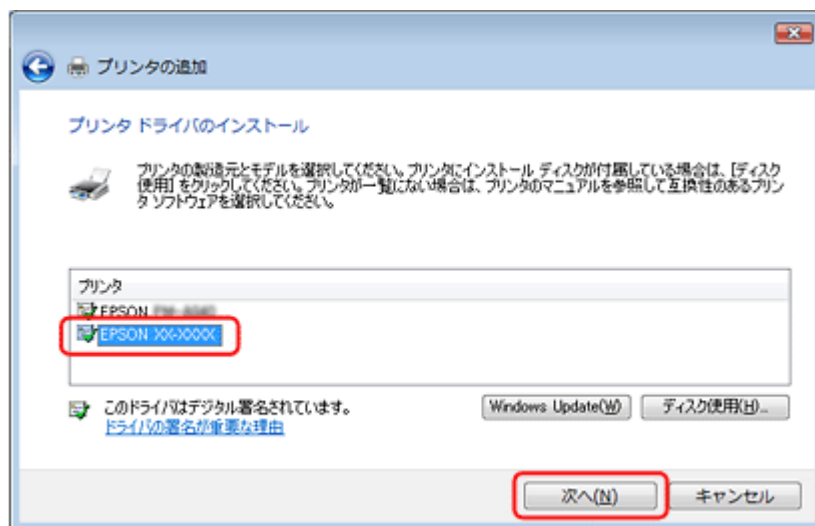 プリンタの追加
プリンタ ドライバのインストール
プリンタの製造元とモデルを選択してください。プリンタにインストール ディスクが付属している場合は、[ディスク
使用] をクリックしてください。プリンタが一覧にない場合は、プリンタのマニュアルを参照して互換性のあるプリン
タ ソフトウェアを選択してください。
プリンタ
EPSON
EPSON XX-XXXX
このドライバはデジタル署名されています。
ドライバの署名が重要な理由
Windows Update(W)
ディスク使用(H)...
次へ(N)
キャンセル